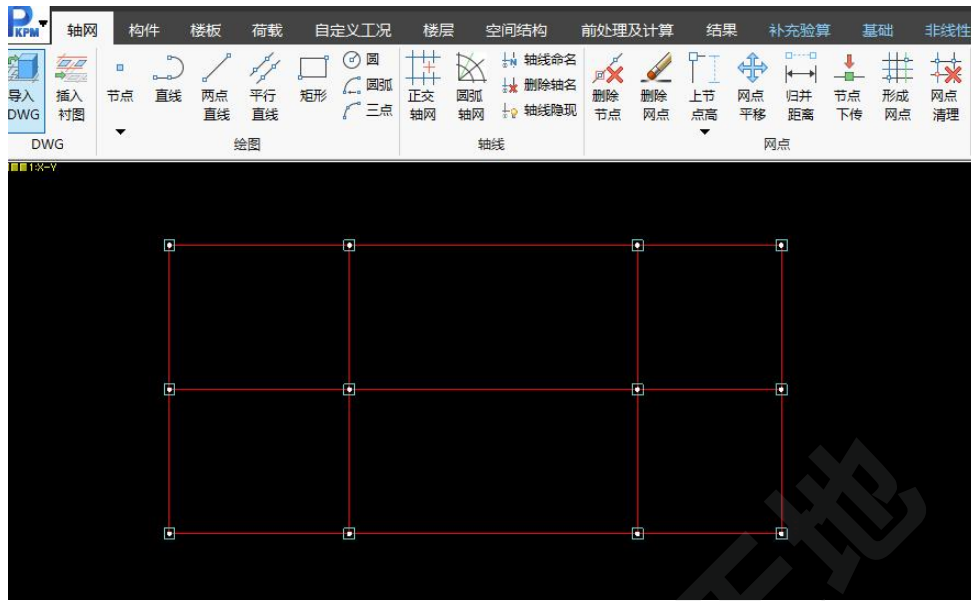 PKPM
轴网 构件 楼板 荷载 自定义工况 楼层 空间结构 前处理及计算 结果 补充验算 基础 非线性
导入 DWG
插入 衬图
节点
直线
两点 直线
平行 直线
矩形
圆
圆弧
三点
正交 轴网
圆弧 轴网
轴线命名
删除轴名
轴线隐现
删除 节点
删除 网点
上节 点高
网点 平移
归并 距离
节点 下传
形成 网点
网点 清理
DWG 绘图 轴线 网点
1:X-Y
天地